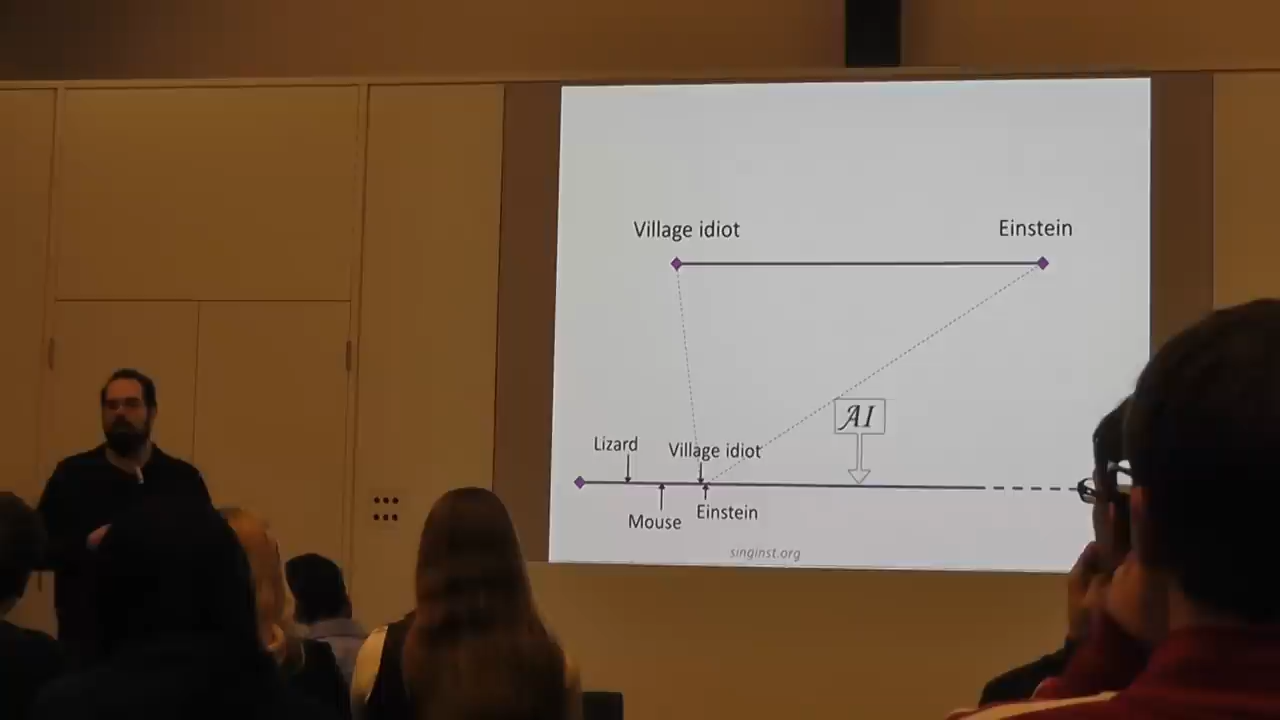 Village idiot Einstein
AI
Lizard Village idiot
Mouse Einstein
singinst.org